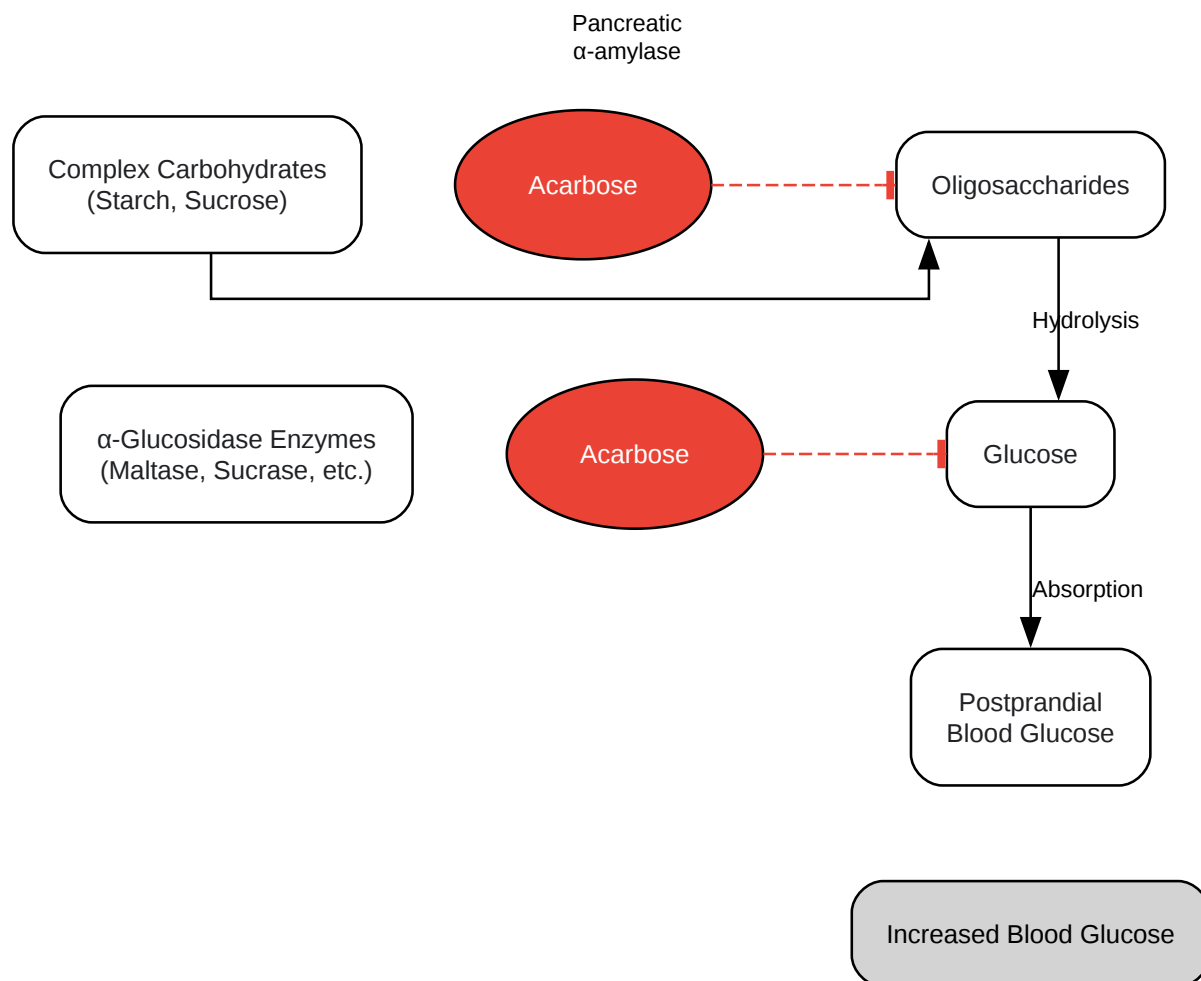 Pancreatic
α-amylase
Complex Carbohydrates
(Starch, Sucrose)
Acarbose
Oligosaccharides
Hydrolysis
α-Glucosidase Enzymes
(Maltase, Sucrase, etc.)
Acarbose
Glucose
Absorption
Postprandial
Blood Glucose
Increased Blood Glucose